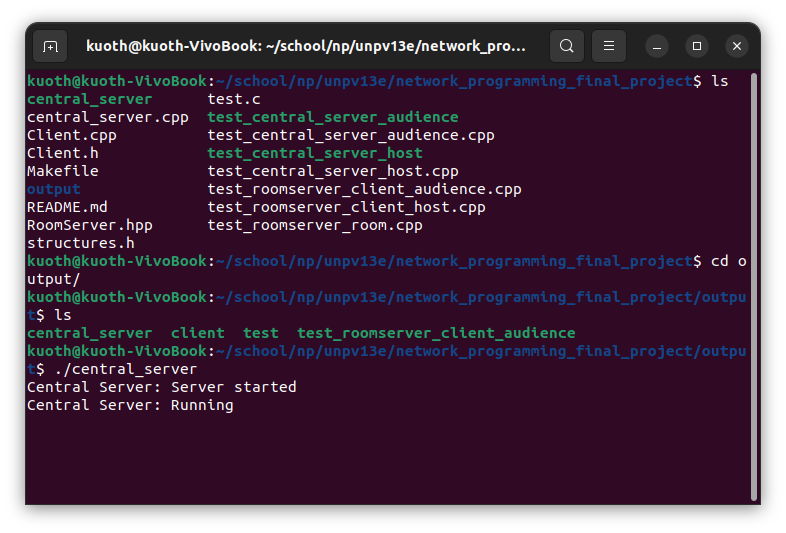 kuoth@kuoth-VivoBook: ~/school/np/unpv13e/network_pro...
kuoth@kuoth-VivoBook:~/school/np/unpv13e/network_programming_final_project$ ls
central_server      test.c
central_server.cpp  test_central_server_audience
Client.cpp          test_central_server_audience.cpp
Client.h            test_central_server_host
Makefile            test_central_server_host.cpp
output              test_roomserver_client_audience.cpp
README.md           test_roomserver_client_host.cpp
RoomServer.hpp      test_roomserver_room.cpp
structures.h
kuoth@kuoth-VivoBook:~/school/np/unpv13e/network_programming_final_project$ cd o
utput/
kuoth@kuoth-VivoBook:~/school/np/unpv13e/network_programming_final_project/outpu
t$ ls
central_server  client  test  test_roomserver_client_audience
kuoth@kuoth-VivoBook:~/school/np/unpv13e/network_programming_final_project/outpu
t$ ./central_server
Central Server: Server started
Central Server: Running